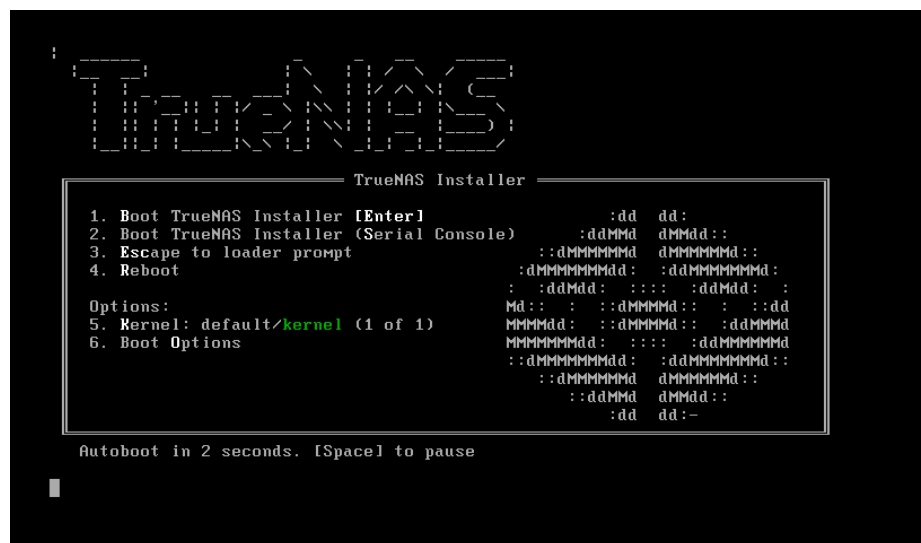 TrueNAS
TrueNAS Installer
1. Boot TrueNAS Installer [Enter]
2. Boot TrueNAS Installer (Serial Console)
3. Escape to loader prompt
4. Reboot
Options:
5. Kernel: default/kernel (1 of 1)
6. Boot Options
Autoboot in 2 seconds. [Space] to pause